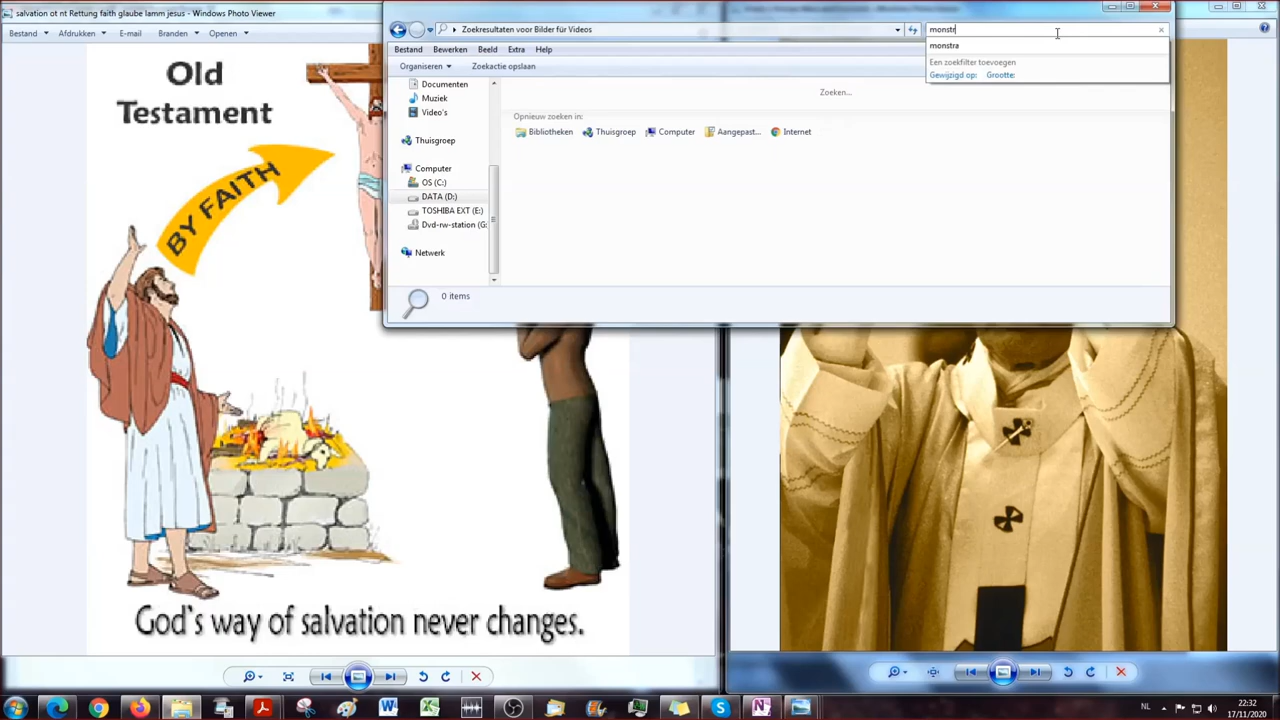 salvation ot nt Rettung faith glaube lamm jesus - Windows Photo Viewer
Bestand
Afdrukken
E-mail
Branden
Openen
Old
Testament
BY FAITH
God's way of salvation never changes.
Zoekresultaten voor Bilder für Videos
monstr
monstra
Een zoekfilter toevoegen
Gewijzigd op:
Grootte:
Bestand
Bewerken
Beeld
Extra
Help
Organiseren
Zoekactie opslaan
Documenten
Muziek
Video's
Thuisgroep
Computer
OS (C:)
DATA (D:)
TOSHIBA EXT (E:)
Dvd-rw-station (G:
Netwerk
Zoeken...
Opnieuw zoeken in:
Bibliotheken
Thuisgroep
Computer
Aangepast...
Internet
0 items
NL
22:32
17/11/2020